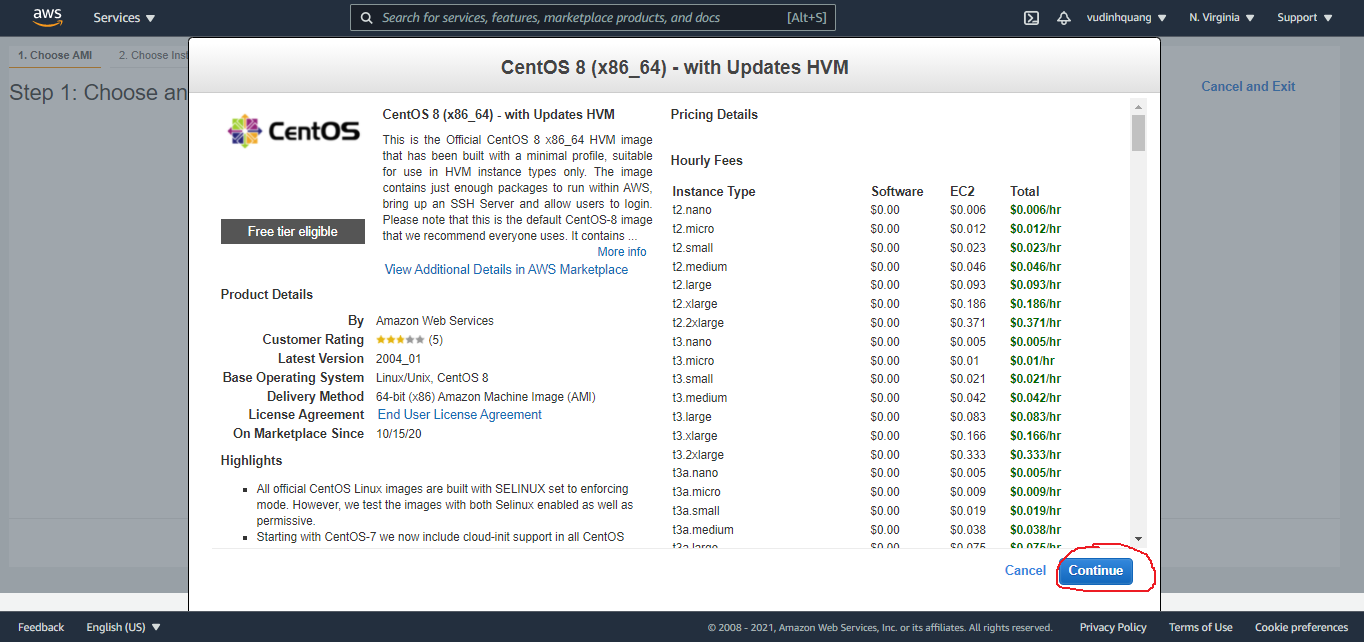 aws
Services
Search for services, features, marketplace products, and docs
[Alt+S]
vudinhquang
N. Virginia
Support
1. Choose AMI
2. Choose Inst
Step 1: Choose an
Cancel and Exit
CentOS 8 (x86_64) - with Updates HVM
CentOS
Free tier eligible
CentOS 8 (x86_64) - with Updates HVM
This is the Official CentOS 8 x86_64 HVM image
that has been built with a minimal profile, suitable
for use in HVM instance types only. The image
contains just enough packages to run within AWS,
bring up an SSH Server and allow users to login.
Please note that this is the default CentOS-8 image
that we recommend everyone uses. It contains ...
More info
View Additional Details in AWS Marketplace
Product Details
By Amazon Web Services
Customer Rating (5)
Latest Version 2004_01
Base Operating System Linux/Unix, CentOS 8
Delivery Method 64-bit (x86) Amazon Machine Image (AMI)
License Agreement End User License Agreement
On Marketplace Since 10/15/20
Highlights
All official CentOS Linux images are built with SELINUX set to enforcing
mode. However, we test the images with both Selinux enabled as well as
permissive.
Starting with CentOS-7 we now include cloud-init support in all CentOS
Pricing Details
Hourly Fees
Instance Type Software EC2 Total
t2.nano $0.00 $0.006 $0.006/hr
t2.micro $0.00 $0.012 $0.012/hr
t2.small $0.00 $0.023 $0.023/hr
t2.medium $0.00 $0.046 $0.046/hr
t2.large $0.00 $0.093 $0.093/hr
t2.xlarge $0.00 $0.186 $0.186/hr
t2.2xlarge $0.00 $0.371 $0.371/hr
t3.nano $0.00 $0.005 $0.005/hr
t3.micro $0.00 $0.01 $0.01/hr
t3.small $0.00 $0.021 $0.021/hr
t3.medium $0.00 $0.042 $0.042/hr
t3.large $0.00 $0.083 $0.083/hr
t3.xlarge $0.00 $0.166 $0.166/hr
t3.2xlarge $0.00 $0.333 $0.333/hr
t3a.nano $0.00 $0.005 $0.005/hr
t3a.micro $0.00 $0.009 $0.009/hr
t3a.small $0.00 $0.019 $0.019/hr
t3a.medium $0.00 $0.038 $0.038/hr
t3a.large $0.00 $0.075 $0.075/hr
Cancel
Continue
Feedback
English (US)
© 2008 - 2021, Amazon Web Services, Inc. or its affiliates. All rights reserved.
Privacy Policy
Terms of Use
Cookie preferences